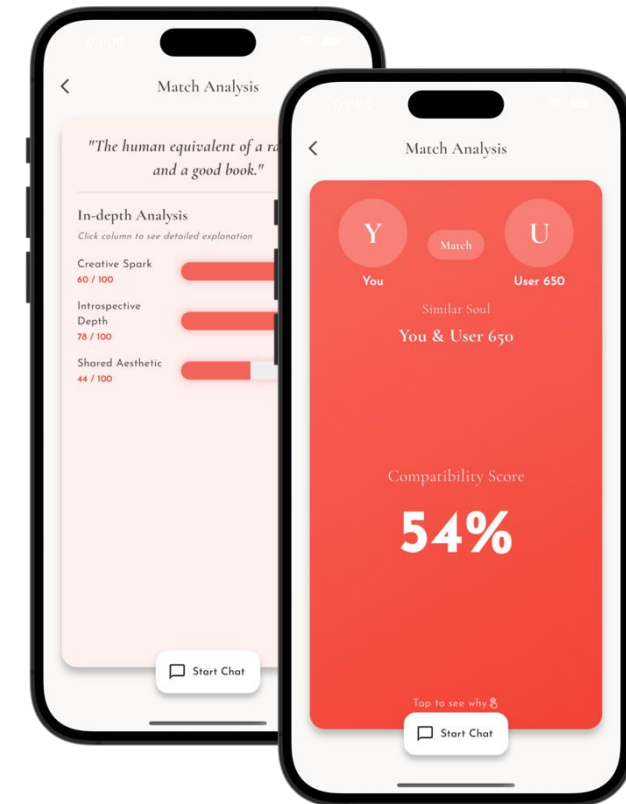 Match Analysis
"The human equivalent of a
and a good book."
In-depth Analysis
Click column to see detailed explanation
Creative Spark
60 / 100
Introspective
Depth
78 / 100
Shared Aesthetic
44 / 100
Start Chat
Match Analysis
Y
Match
U
You
User 650
Similar Soul
You & User 650
Compatibility Score
54%
Tap to see why
Start Chat